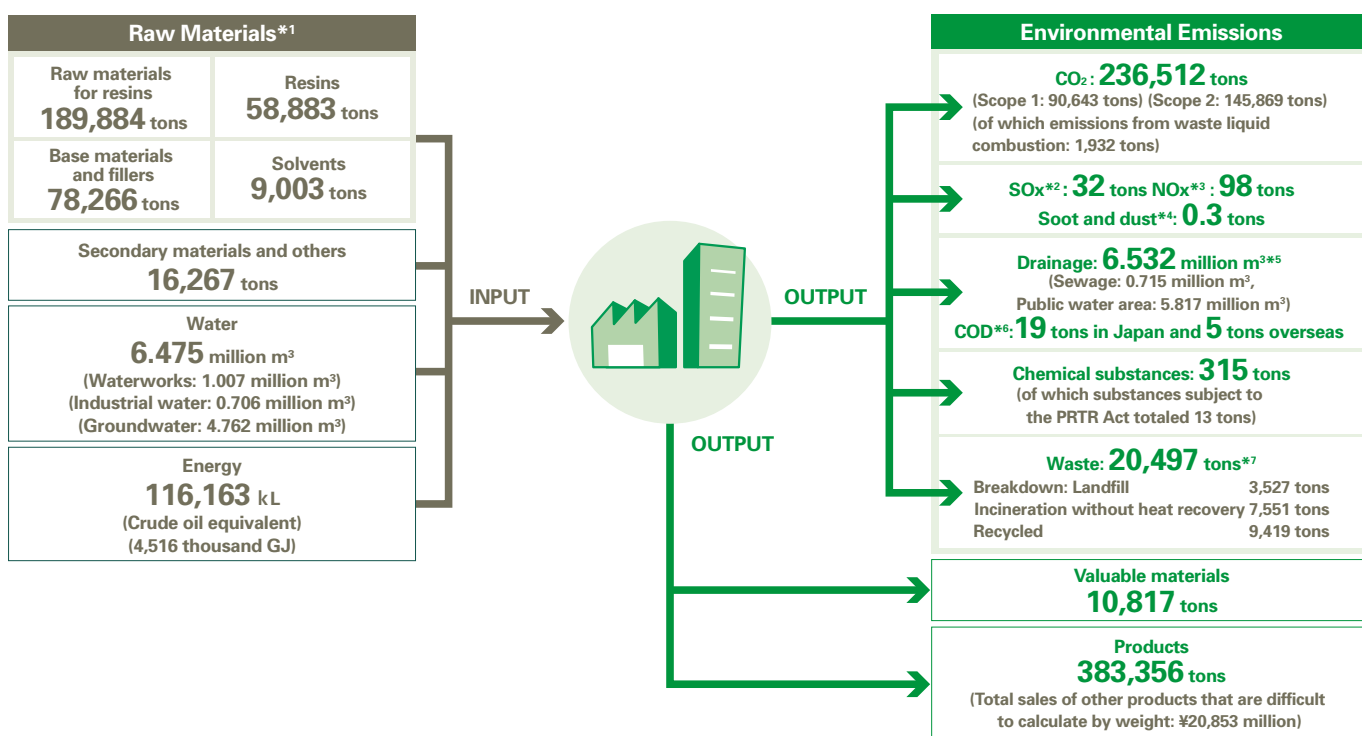 Raw Materials*1
Raw materials
for resins
189,884 tons
Resins
58,883 tons
Base materials
and fillers
78,266 tons
Solvents
9,003 tons
Secondary materials and others
16,267 tons
Water
6.475 million m³
(Waterworks: 1.007 million m³)
(Industrial water: 0.706 million m³)
(Groundwater: 4.762 million m³)
Energy
116,163 kL
(Crude oil equivalent)
(4,516 thousand GJ)
INPUT
OUTPUT
OUTPUT
Environmental Emissions
CO₂: 236,512 tons
(Scope 1: 90,643 tons) (Scope 2: 145,869 tons)
(of which emissions from waste liquid
combustion: 1,932 tons)
SOx*2: 32 tons NOx*3: 98 tons
Soot and dust*4: 0.3 tons
Drainage: 6.532 million m³*5
(Sewage: 0.715 million m³,
Public water area: 5.817 million m³)
COD*6: 19 tons in Japan and 5 tons overseas
Chemical substances: 315 tons
(of which substances subject to
the PRTR Act totaled 13 tons)
Waste: 20,497 tons*7
Breakdown: Landfill 3,527 tons
Incineration without heat recovery 7,551 tons
Recycled 9,419 tons
Valuable materials
10,817 tons
Products
383,356 tons
(Total sales of other products that are difficult
to calculate by weight: ¥20,853 million)